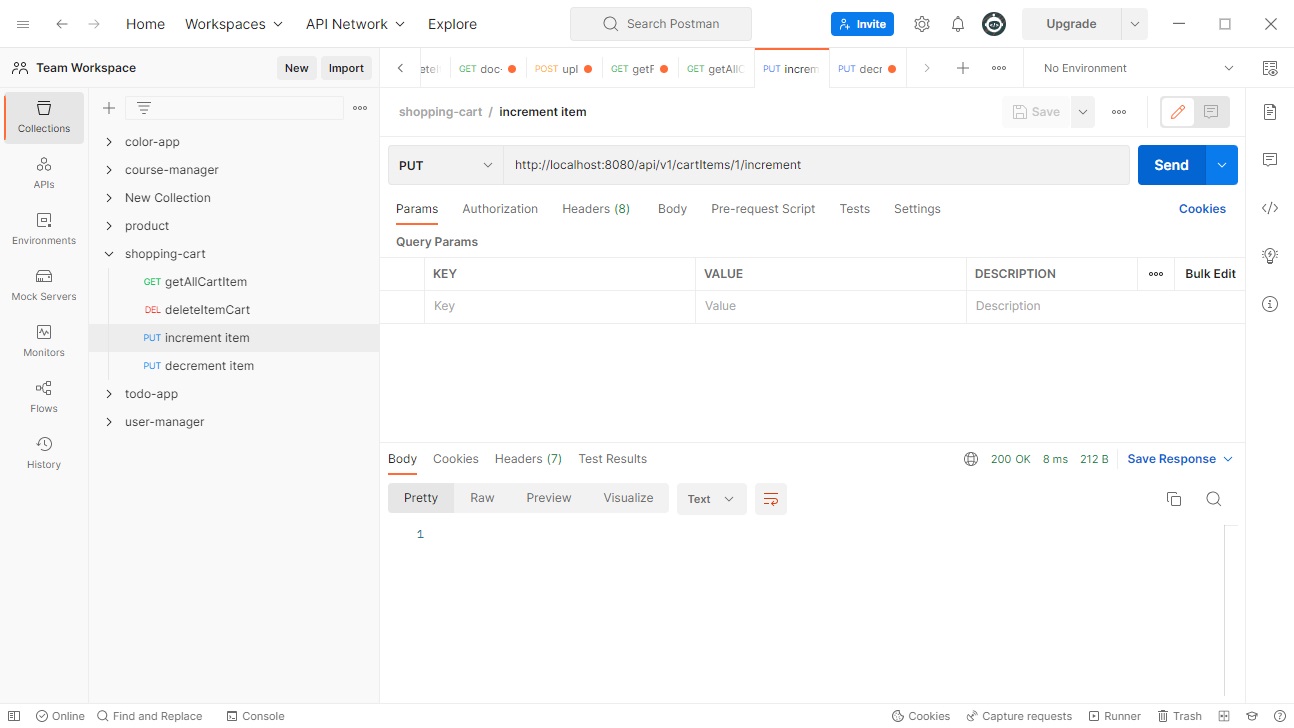 Home Workspaces API Network Explore Search Postman Invite Upgrade
Team Workspace New Import GET doc- POST upl GET getF GET getAllC PUT increm PUT decr No Environment
Collections
APIs
Environments
Mock Servers
Monitors
Flows
History
color-app
course-manager
New Collection
product
shopping-cart
GET getAllCartItem
DEL deleteItemCart
PUT increment item
PUT decrement item
todo-app
user-manager
shopping-cart / increment item Save
PUT http://localhost:8080/api/v1/cartItems/1/increment Send
Params Authorization Headers (8) Body Pre-request Script Tests Settings Cookies
Query Params
KEY VALUE DESCRIPTION Bulk Edit
Key Value Description
Body Cookies Headers (7) Test Results 200 OK 8 ms 212 B Save Response
Pretty Raw Preview Visualize Text
1
Online Find and Replace Console Cookies Capture requests Runner Trash